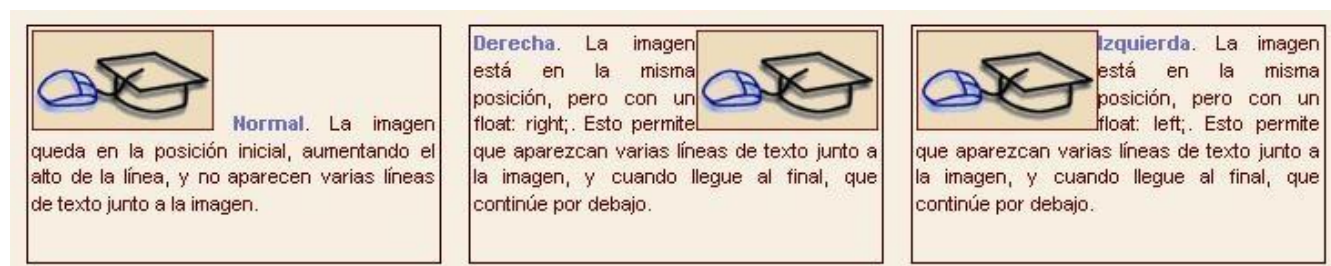 Normal. La imagen
queda en la posición inicial, aumentando el
alto de la línea, y no aparecen varias líneas
de texto junto a la imagen.
Derecha. La imagen
está en la misma
posición, pero con un
float: right;. Esto permite
que aparezcan varias líneas de texto junto a
la imagen, y cuando llegue al final, que
continúe por debajo.
Izquierda. La imagen
está en la misma
posición, pero con un
float: left;. Esto permite
que aparezcan varias líneas de texto junto a
la imagen, y cuando llegue al final, que
continúe por debajo.